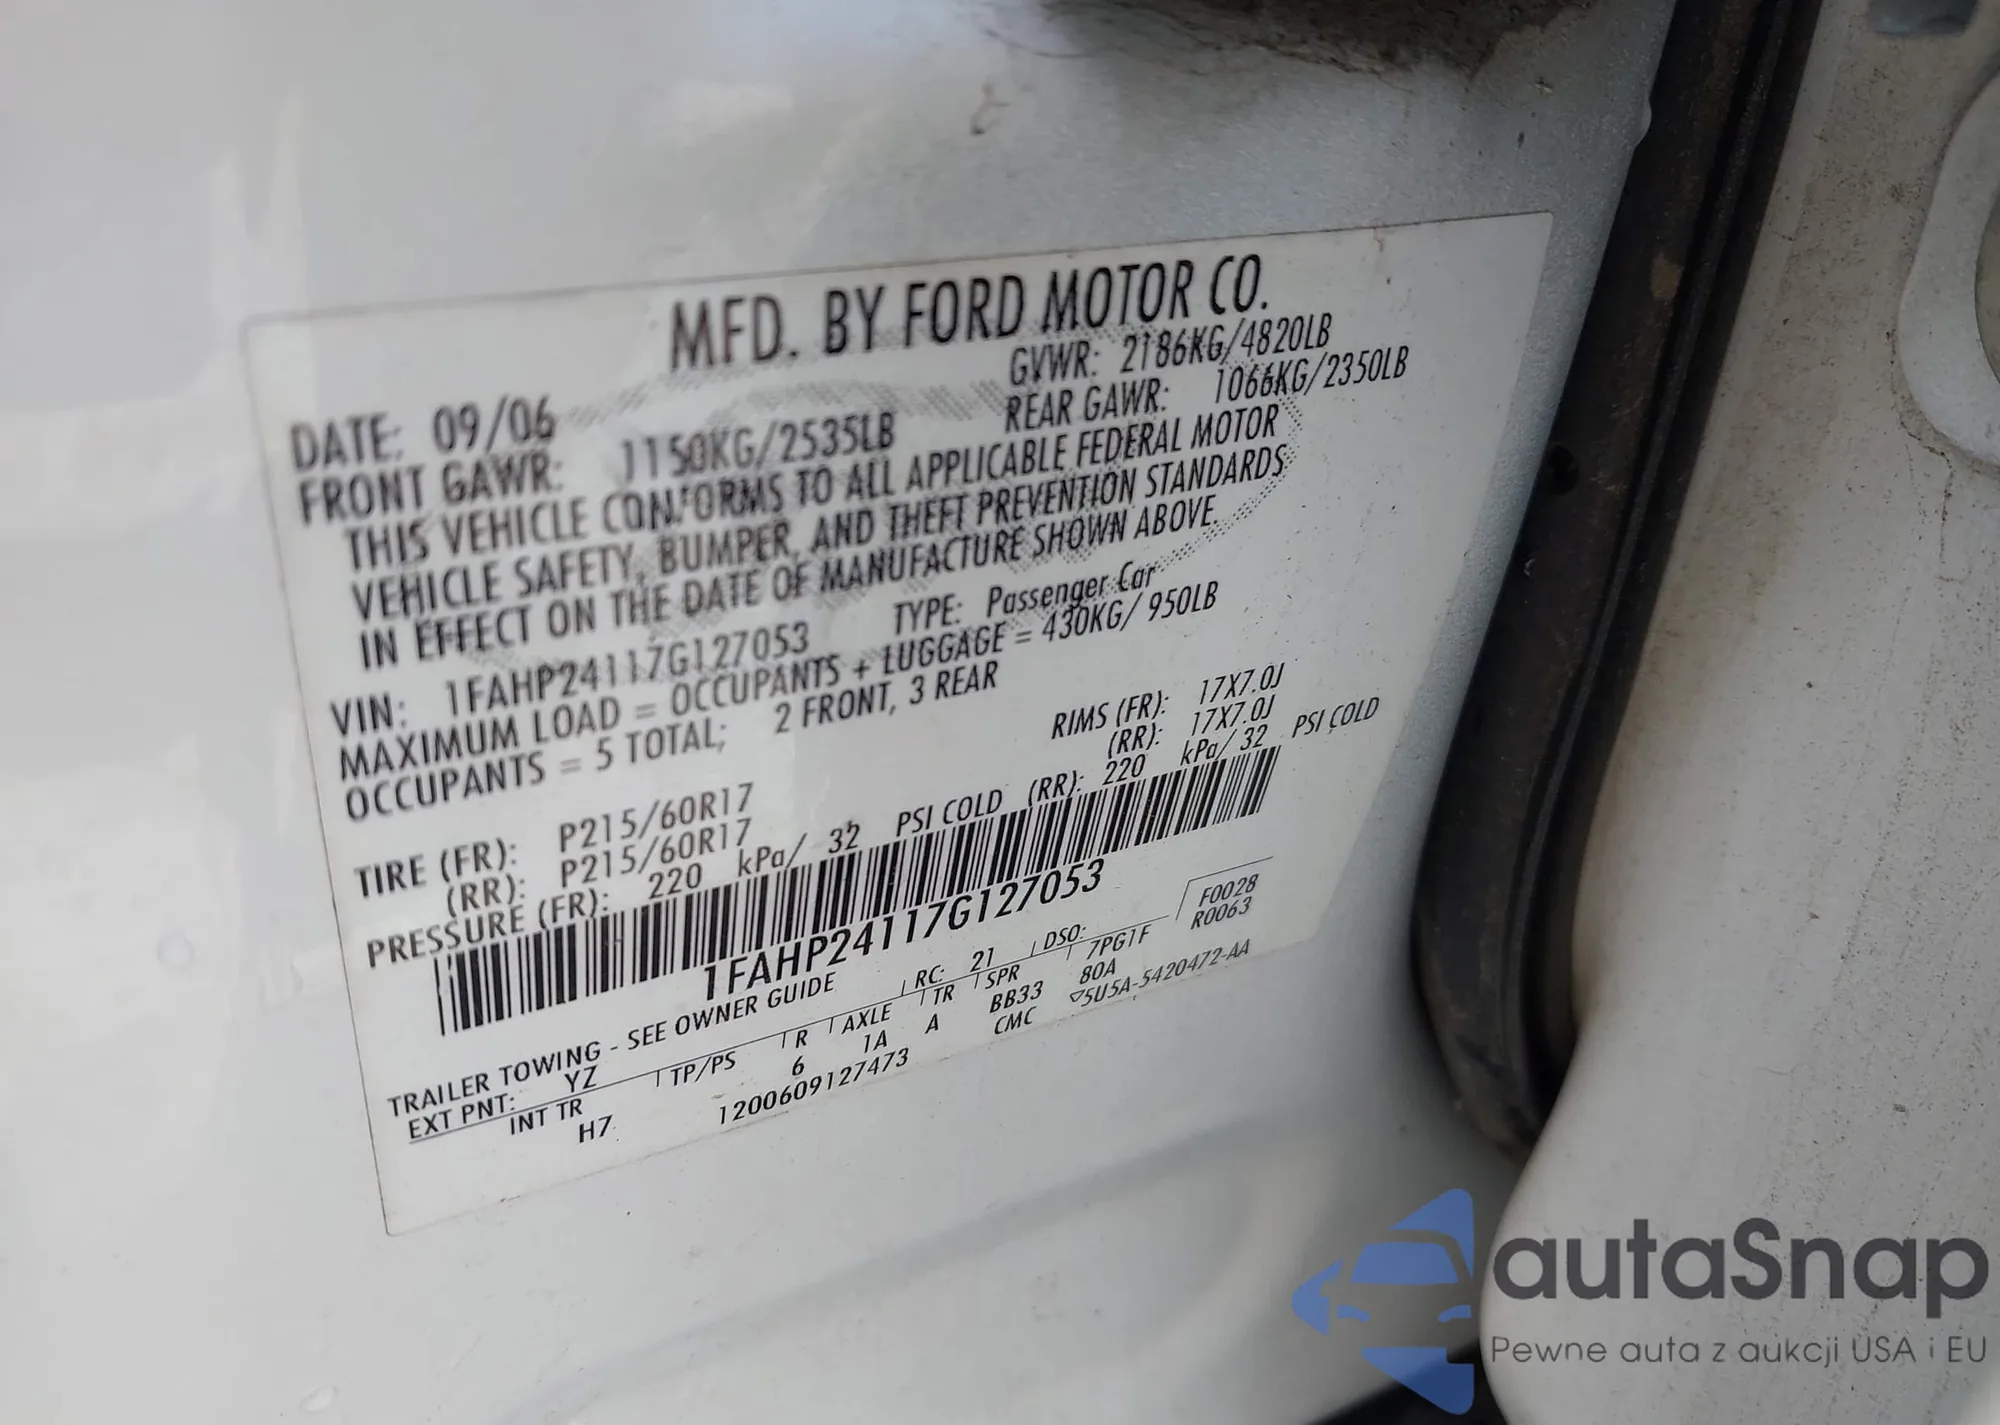 MFD. BY FORD MOTOR CO.
DATE: 09/06 GVWR: 2186KG/4820LB
FRONT GAWR: 1150KG/2535LB REAR GAWR: 1066KG/2350LB
THIS VEHICLE CONFORMS TO ALL APPLICABLE FEDERAL MOTOR
VEHICLE SAFETY, BUMPER, AND THEFT PREVENTION STANDARDS
IN EFFECT ON THE DATE OF MANUFACTURE SHOWN ABOVE.
VIN: 1FAHP24117G127053 TYPE: Passenger Car
MAXIMUM LOAD = OCCUPANTS + LUGGAGE = 430KG/ 950LB
OCCUPANTS = 5 TOTAL; 2 FRONT, 3 REAR
TIRE (FR): P215/60R17 RIMS (FR): 17X7.0J
(RR): P215/60R17 (RR): 17X7.0J
PRESSURE (FR): 220 kPa/ 32 PSI COLD (RR): 220 kPa/ 32 PSI COLD
1FAHP24117G127053
TRAILER TOWING - SEE OWNER GUIDE F0028
EXT PNT: YZ RC: 21 DSO: R0063
INT TR TP/PS R AXLE TR SPR 7PG1F
H7 6 1A A BB33 80A
1200609127473 CMC 5U5A-5420472-AA
autaSnap
Pewne auta z aukcji USA i EU